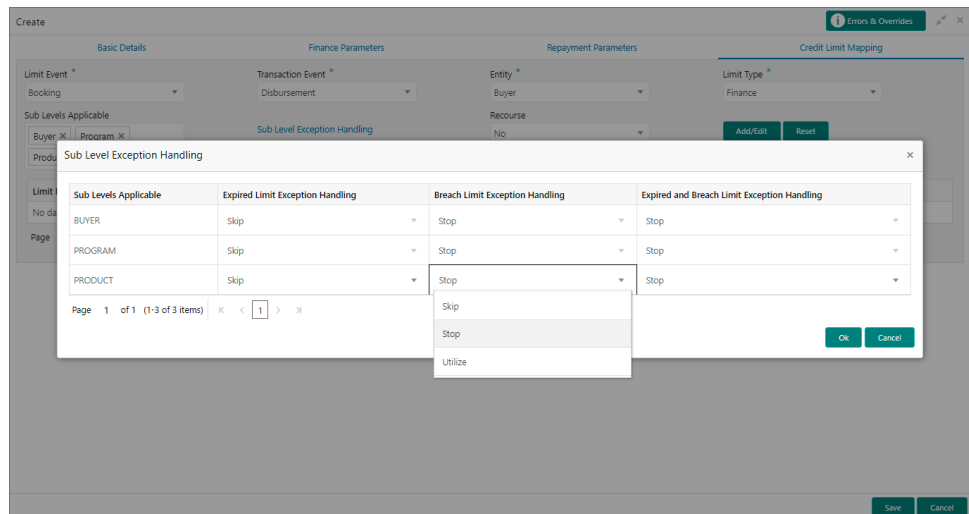 Create
Errors & Overrides
Basic Details Finance Parameters Repayment Parameters Credit Limit Mapping
Limit Event * Transaction Event * Entity * Limit Type *
Booking Disbursement Buyer Finance
Sub Levels Applicable Recourse
Buyer × Program × Sub Level Exception Handling No Add/Edit Reset
Produ
Sub Level Exception Handling ×
Limit
No da
Page
Sub Levels Applicable Expired Limit Exception Handling Breach Limit Exception Handling Expired and Breach Limit Exception Handling
BUYER Skip Stop Stop
PROGRAM Skip Stop Stop
PRODUCT Skip Stop Stop
Page 1 of 1 (1-3 of 3 items) 1
Skip
Stop
Utilize
Ok Cancel
Save Cancel